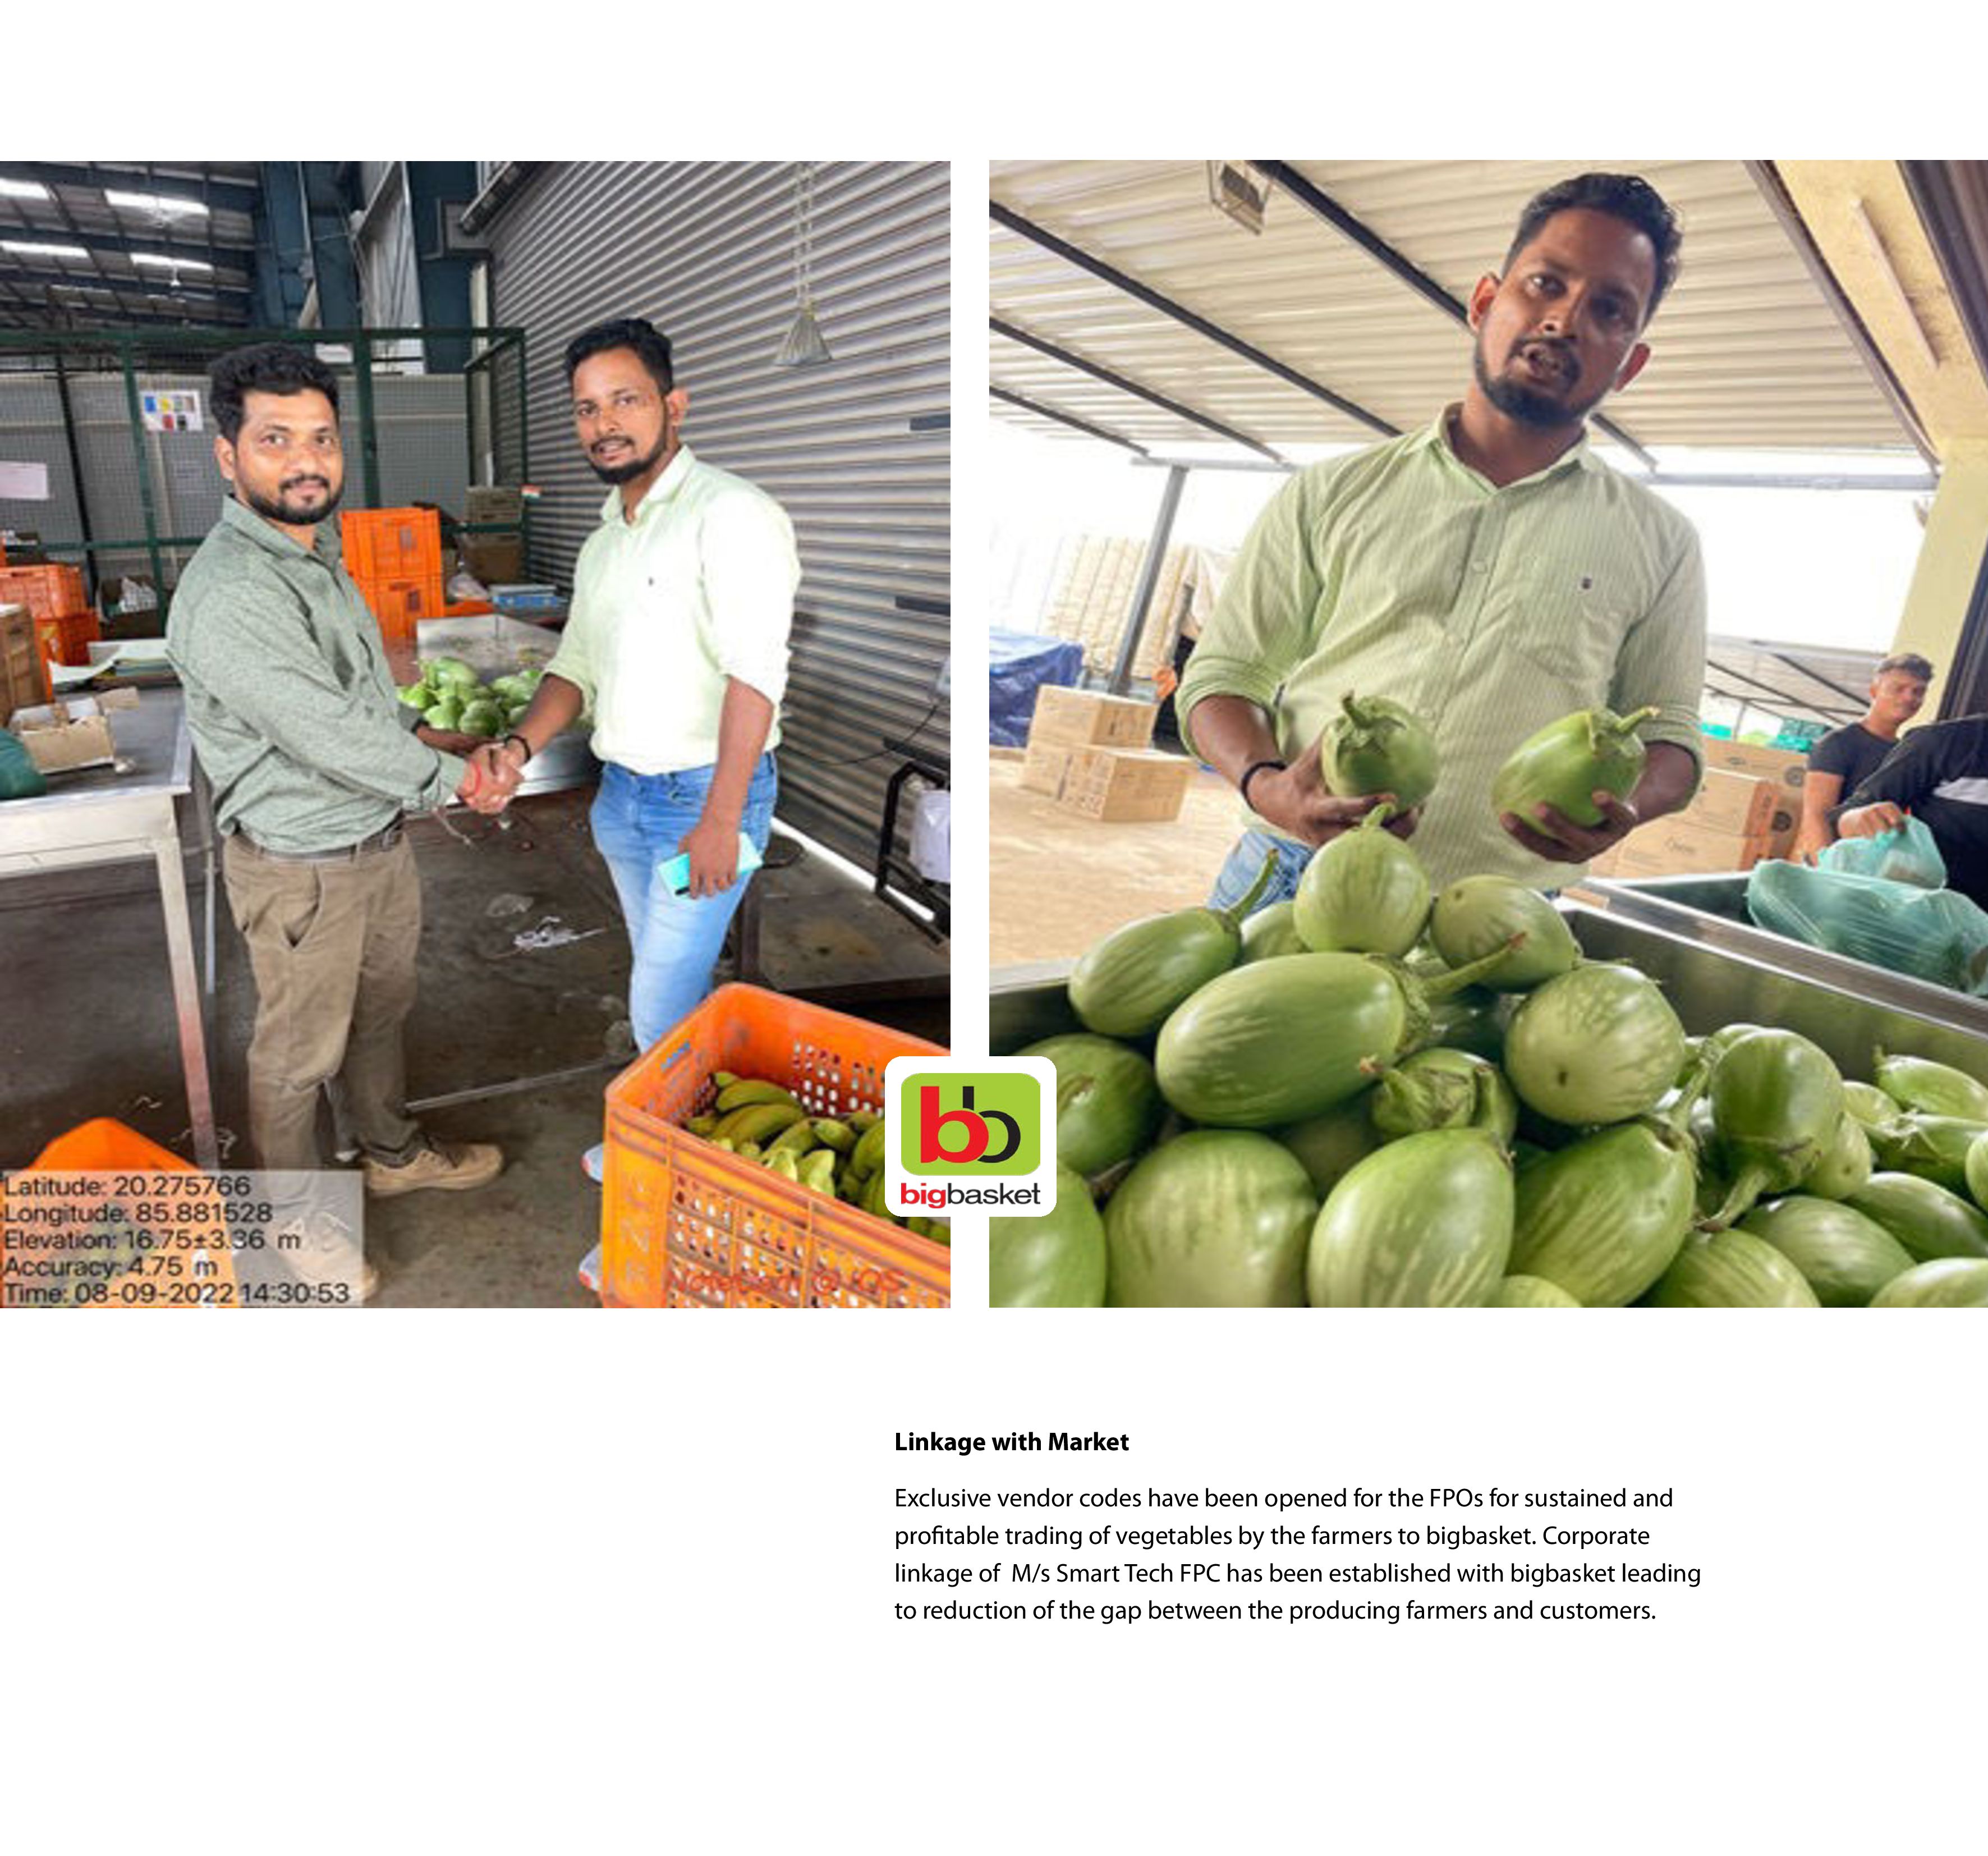 Latitude: 20.275766
Longitude: 85.881528
Elevation: 16.75±3.36 m
Accuracy: 4.75 m
Time: 08-09-2022 14:30:53
NoteCam @ iOS
bb
bigbasket
Linkage with Market
Exclusive vendor codes have been opened for the FPOs for sustained and
profitable trading of vegetables by the farmers to bigbasket. Corporate
linkage of M/s Smart Tech FPC has been established with bigbasket leading
to reduction of the gap between the producing farmers and customers.